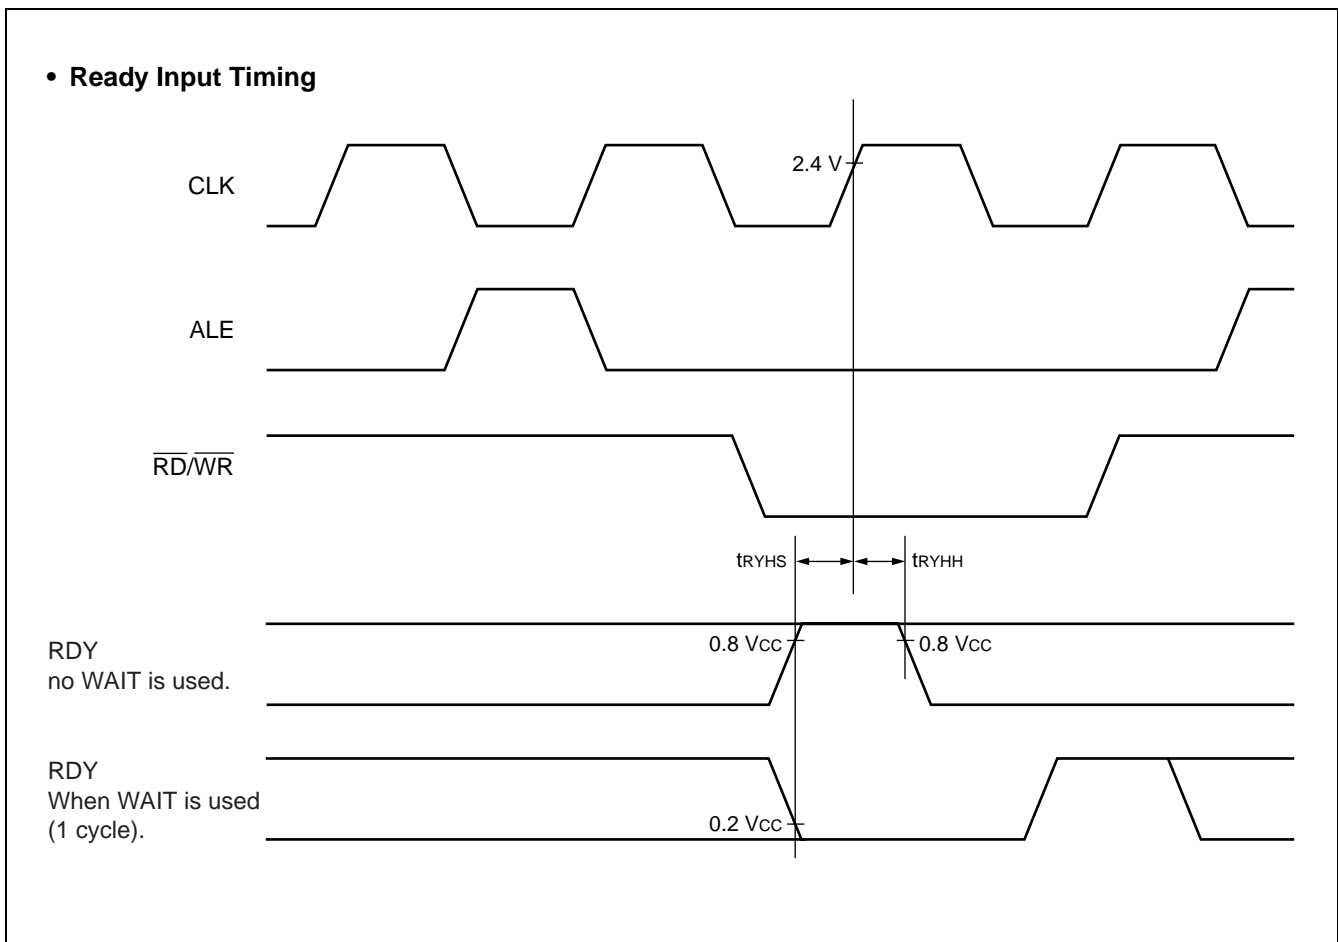 • Ready Input Timing
CLK
2.4 V
ALE
RD/WR
tRYHS
tRYHH
RDY
no WAIT is used.
0.8 VCC
0.8 VCC
RDY
When WAIT is used
(1 cycle).
0.2 VCC